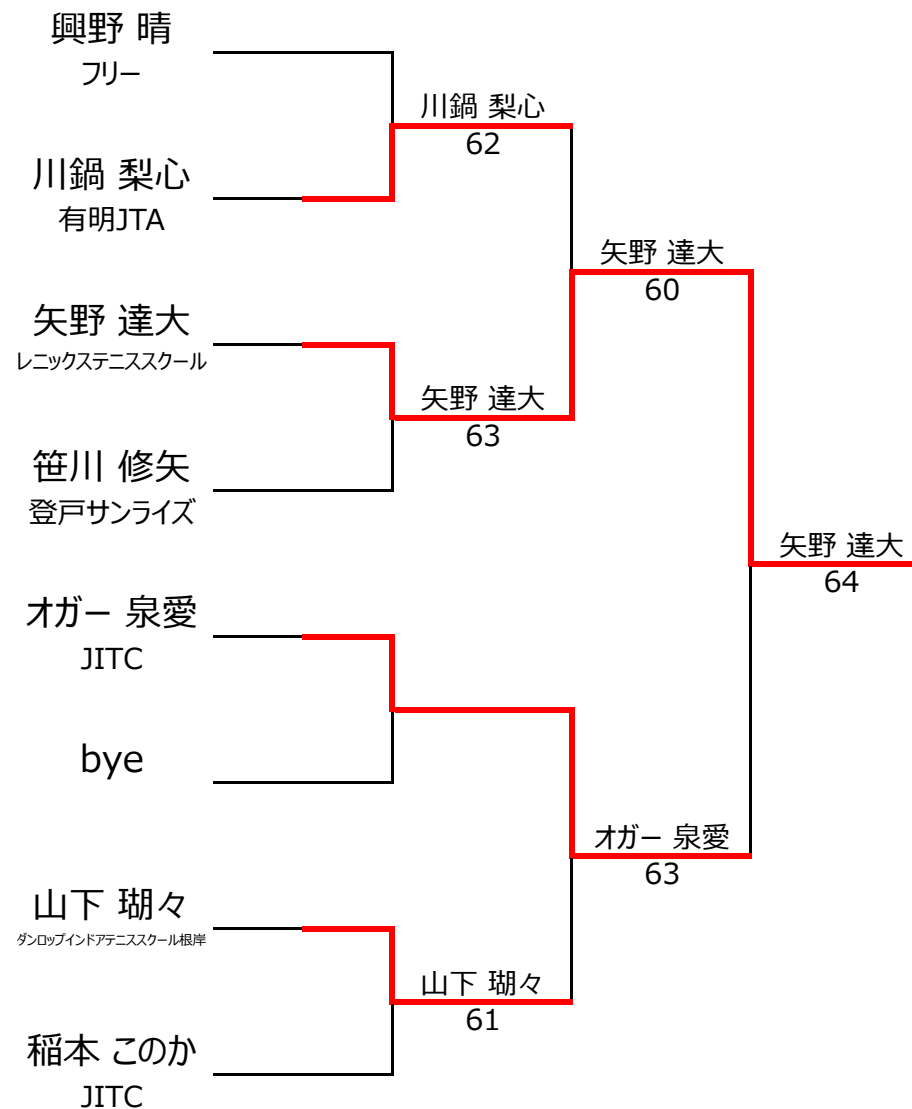 興野 晴
フリー
川鍋 梨心
有明JTA
矢野 達大
レニックステニススクール
笹川 修矢
登戸サンライズ
オガー 泉愛
JITC
bye
山下 瑚々
ダンロップインドアテニススクール根岸
稲本 このか
JITC
川鍋 梨心
62
矢野 達大
63
山下 瑚々
61
矢野 達大
60
オガー 泉愛
63
矢野 達大
64